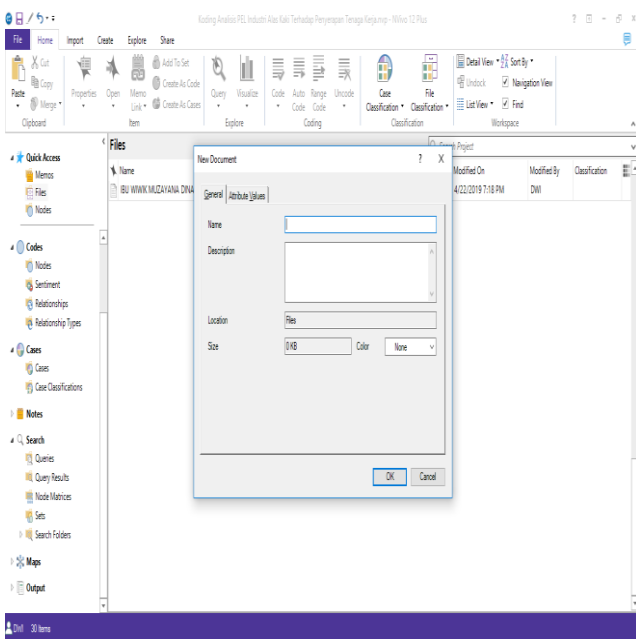 Koding Analisis PEL Industri Alas Kaki Terhadap Penyerapan Tenaga Kerja.nvp - NVivo 12 Plus
File Home Import Create Explore Share
Paste
Cut
Copy
Merge
Clipboard
Properties
Open
Memo Link
Add To Set
Create As Code
Create As Cases
Item
Query
Visualize
Explore
Code
Auto Code
Range Code
Uncode
Coding
Case Classification
File Classification
Classification
Detail View
Sort By
Undock
Navigation View
List View
Find
Workspace
Quick Access
Memos
Files
Nodes
Codes
Nodes
Sentiment
Relationships
Relationship Types
Cases
Cases
Case Classifications
Notes
Search
Queries
Query Results
Node Matrices
Sets
Search Folders
Maps
Output
Files
Project
Name
Modified On
Modified By
Classification
IBU WIWIK MUZAYANA DINA
4/22/2019 7:18 PM
DWI
New Document ? X
General Attribute Values
Name
Description
Location Files
Size 0 KB Color None
OK Cancel
30 Items